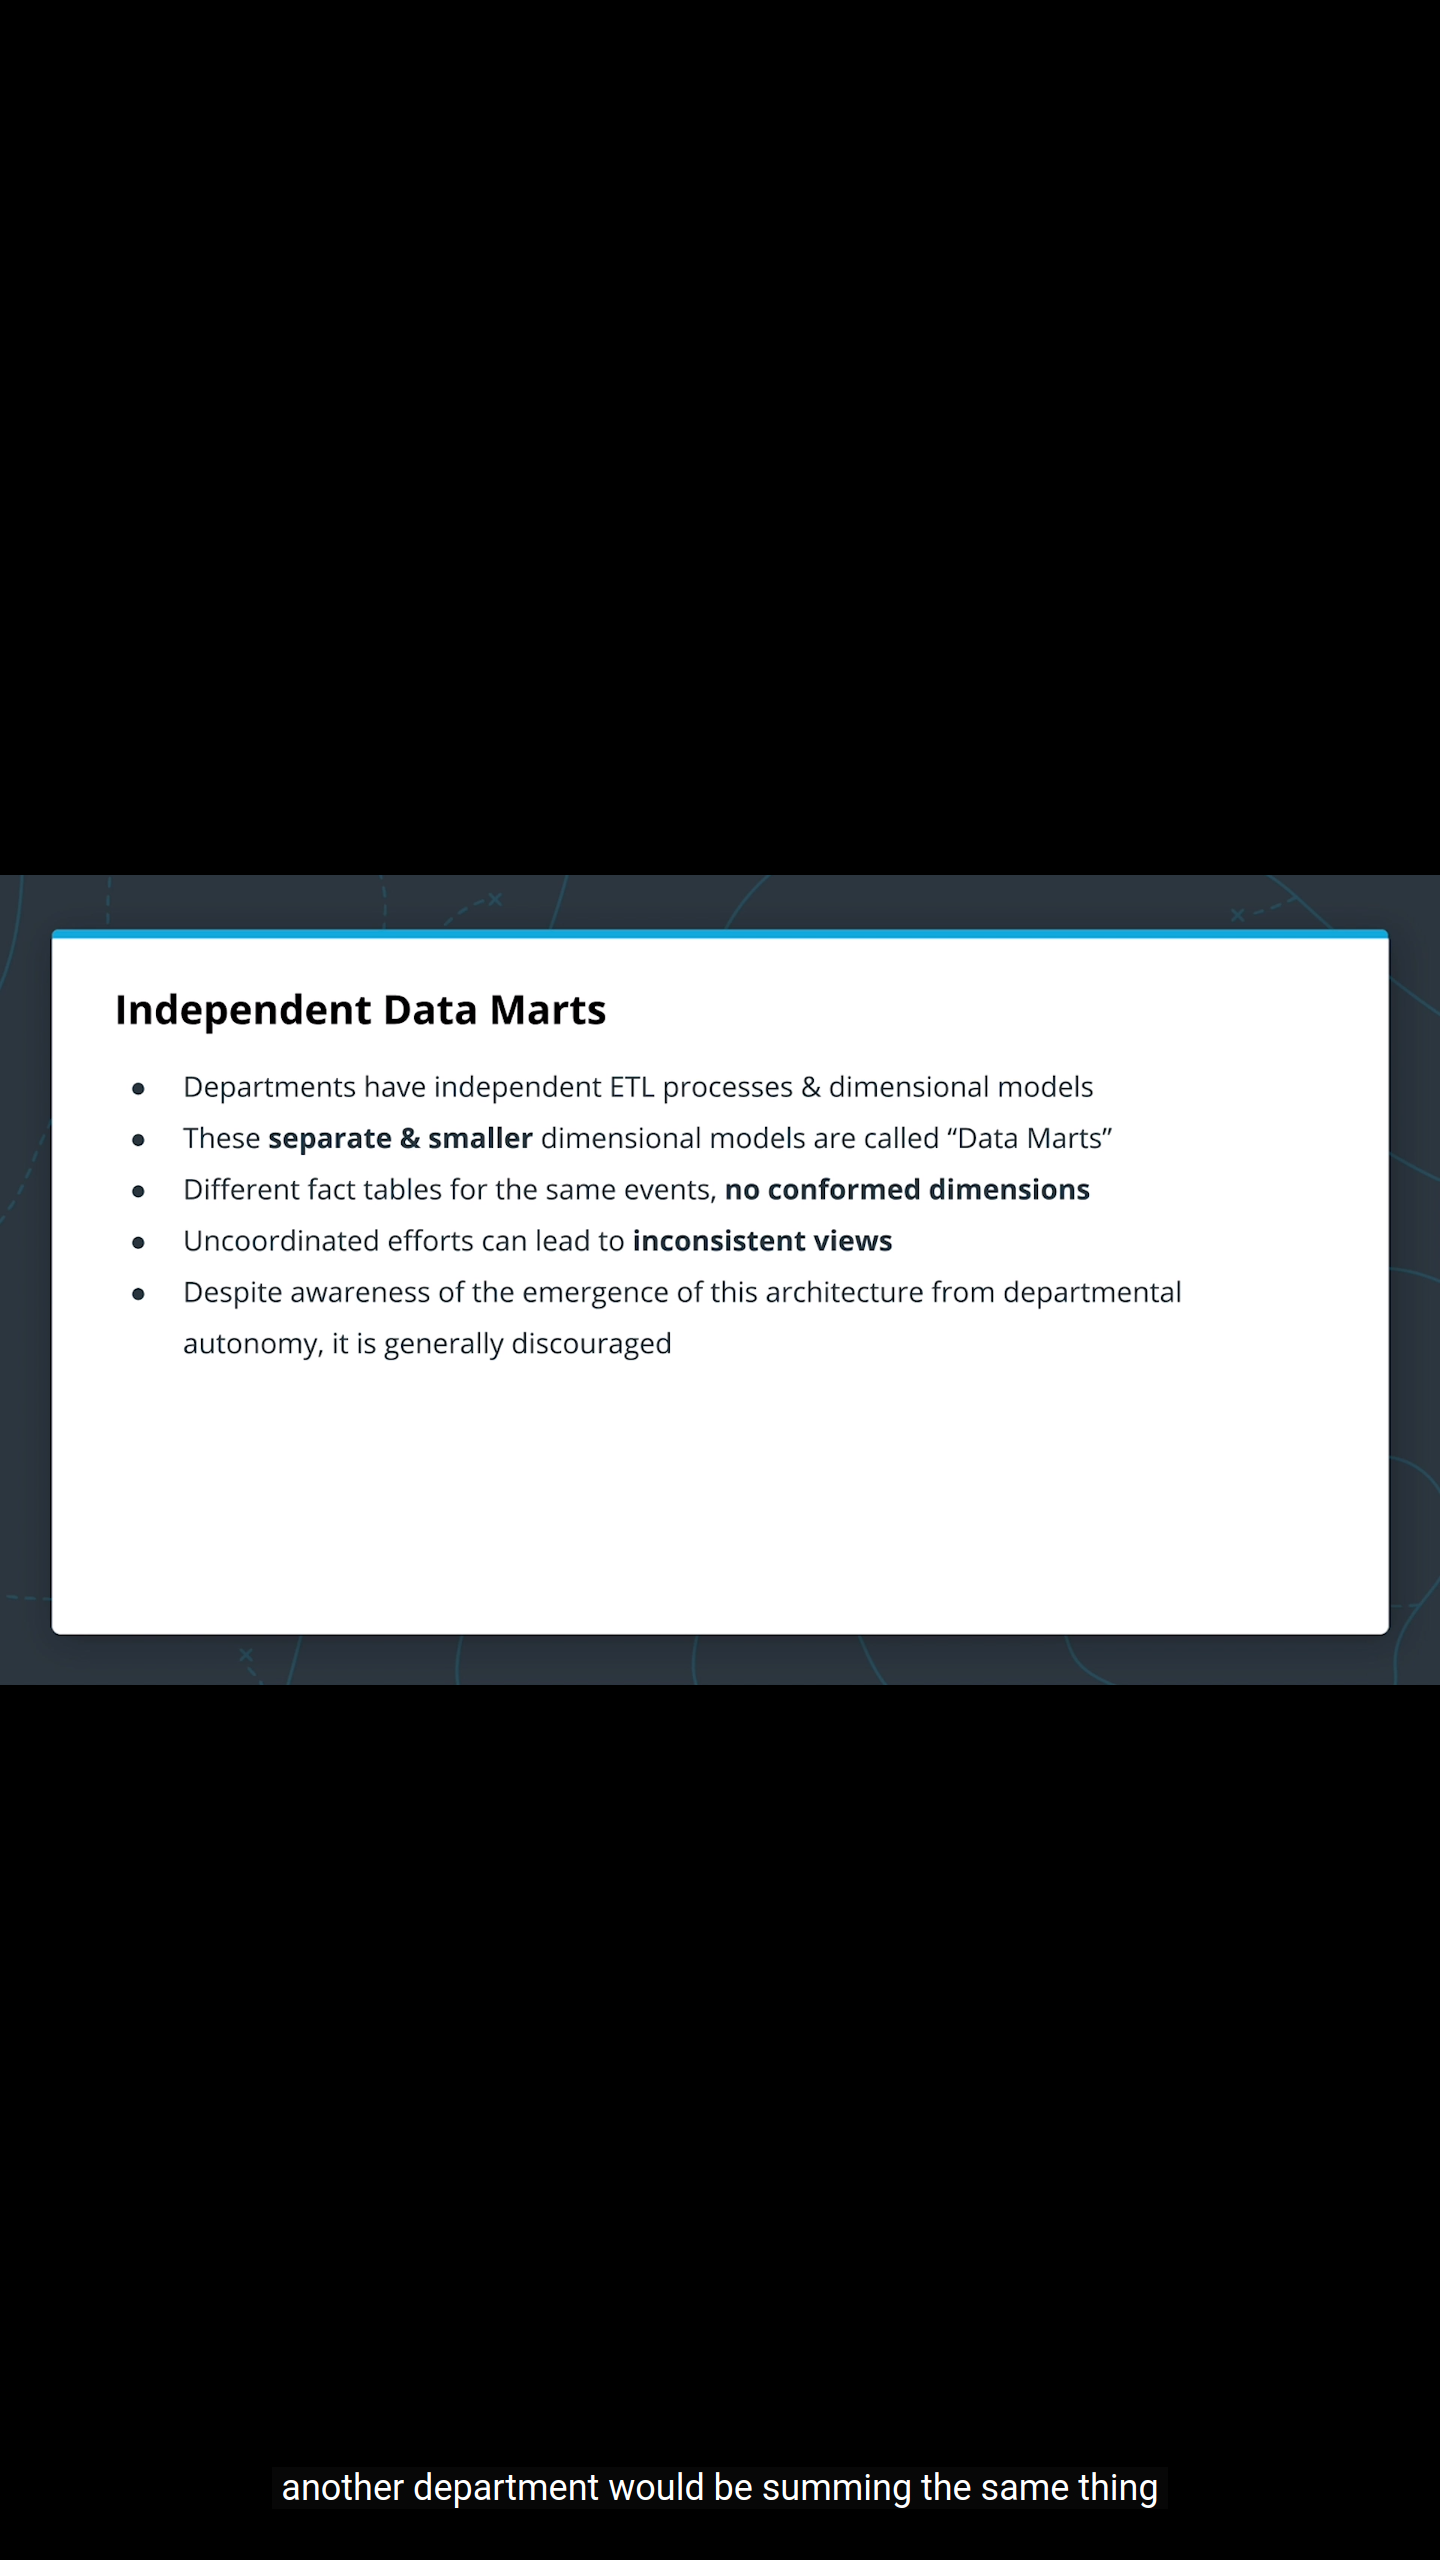 Independent Data Marts
● Departments have independent ETL processes & dimensional models
● These separate & smaller dimensional models are called “Data Marts”
● Different fact tables for the same events, no conformed dimensions
● Uncoordinated efforts can lead to inconsistent views
● Despite awareness of the emergence of this architecture from departmental
autonomy, it is generally discouraged
another department would be summing the same thing